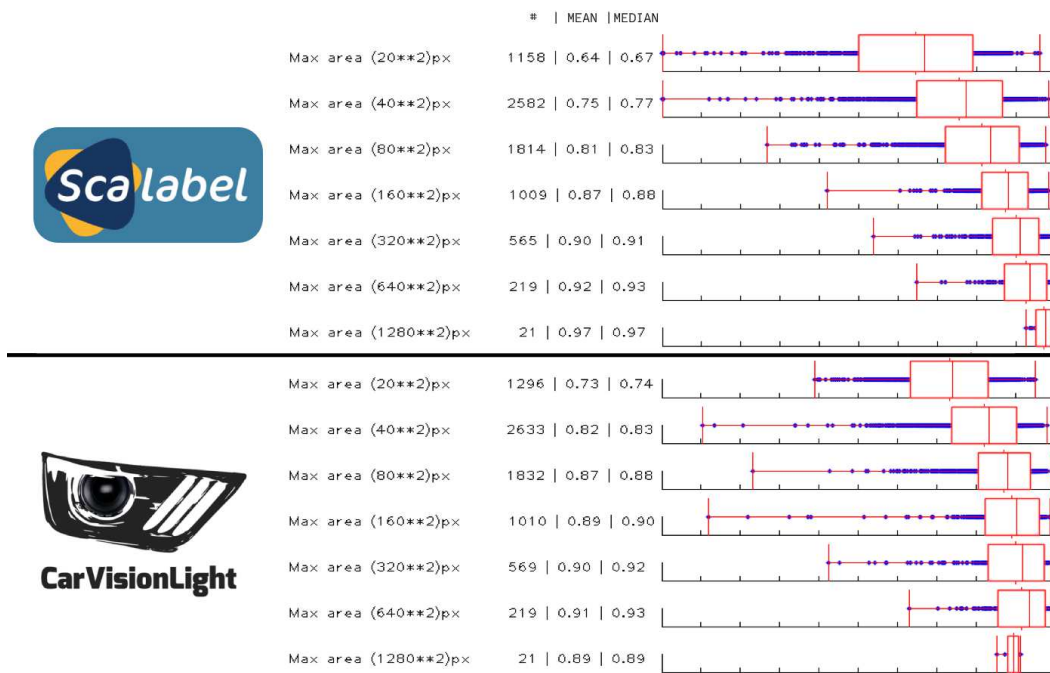 # | MEAN |MEDIAN
Max area (20**2)px 1158 | 0.64 | 0.67
Max area (40**2)px 2582 | 0.75 | 0.77
Max area (80**2)px 1814 | 0.81 | 0.83
Scalabel
Max area (160**2)px 1009 | 0.87 | 0.88
Max area (320**2)px 565 | 0.90 | 0.91
Max area (640**2)px 219 | 0.92 | 0.93
Max area (1280**2)px 21 | 0.97 | 0.97
Max area (20**2)px 1296 | 0.73 | 0.74
Max area (40**2)px 2633 | 0.82 | 0.83
Max area (80**2)px 1832 | 0.87 | 0.88
Max area (160**2)px 1010 | 0.89 | 0.90
CarVisionLight
Max area (320**2)px 569 | 0.90 | 0.92
Max area (640**2)px 219 | 0.91 | 0.93
Max area (1280**2)px 21 | 0.89 | 0.89